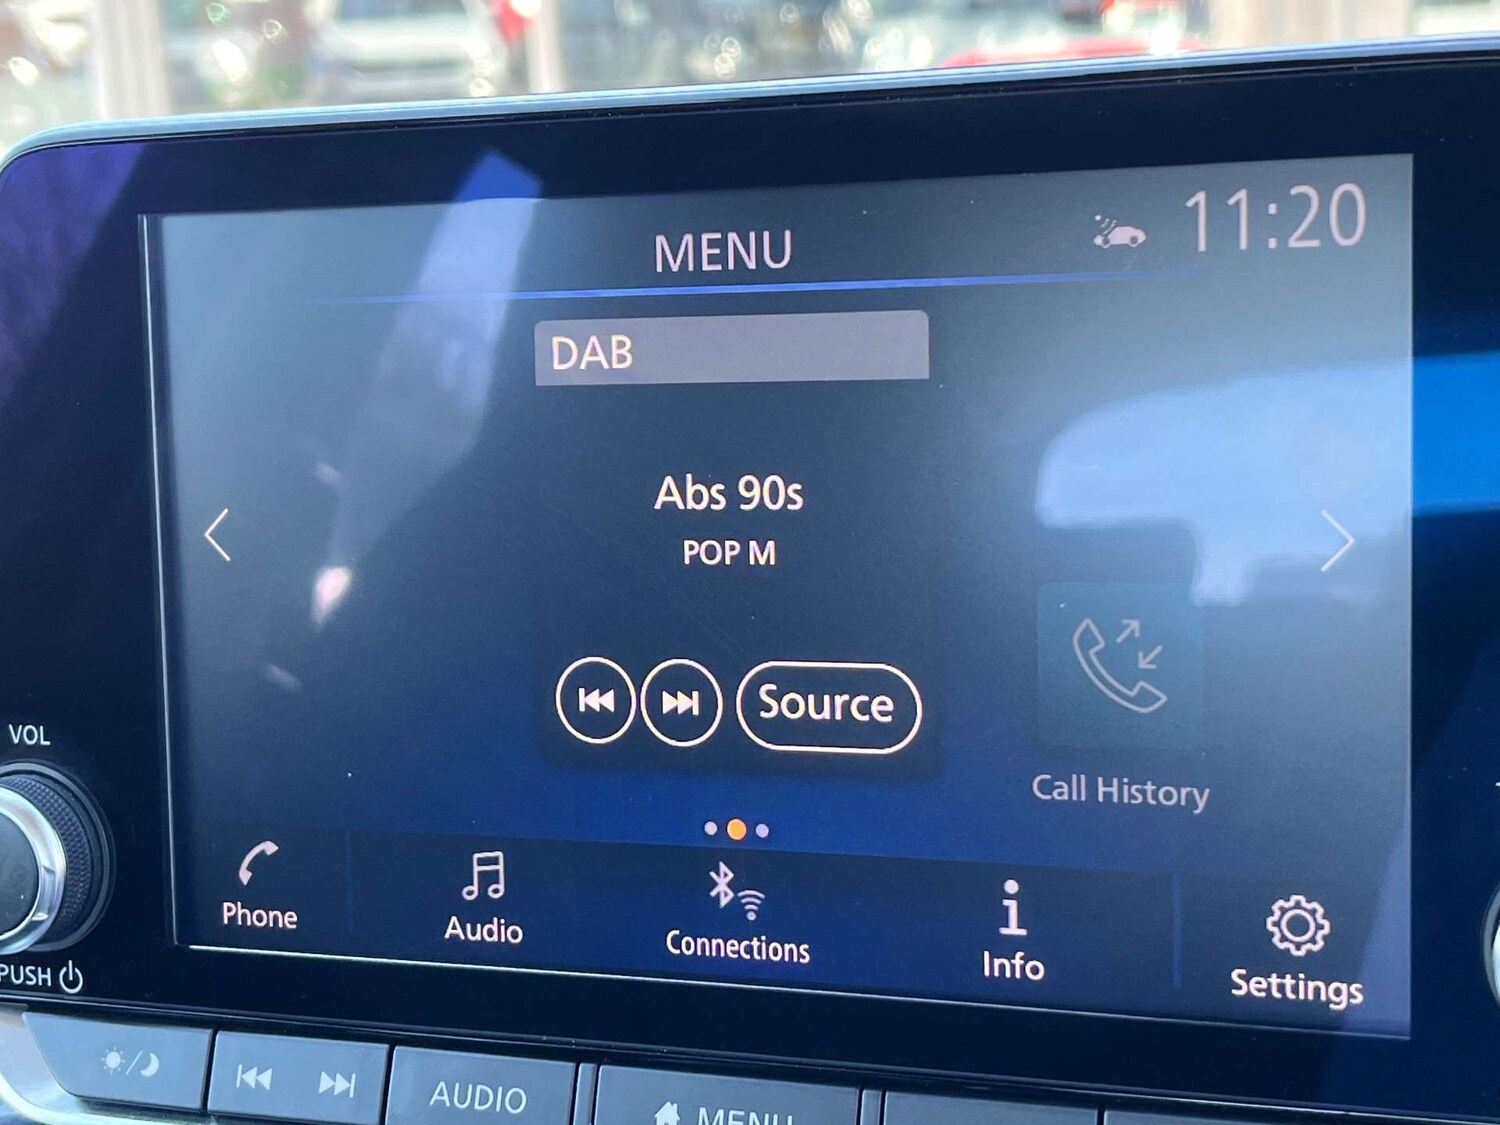 MENU
11:20
DAB
Abs 90s
POP M
Source
Call History
VOL
Phone
Audio
Connections
Info
Settings
PUSH
AUDIO
MENU